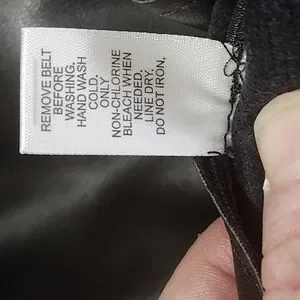 REMOVE BELT
BEFORE
WASHING.
HAND WASH
COLD.
ONLY
NON-CHLORINE
BLEACH WHEN
NEEDED.
LINE DRY.
DO NOT IRON.